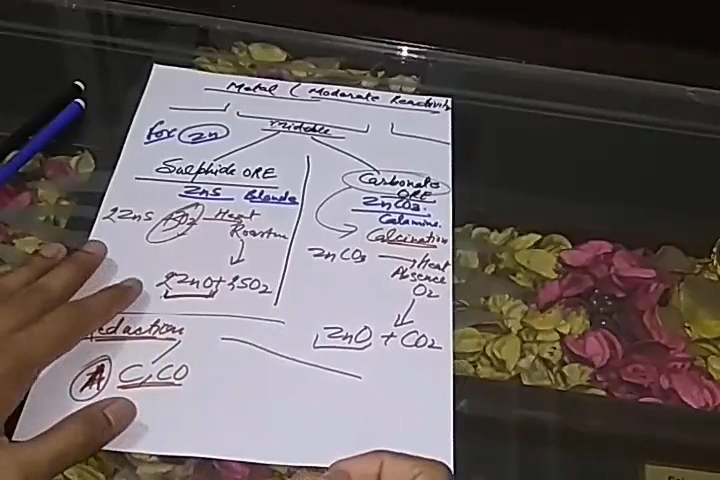 Metal ( Moderate Reactivity
Middle
for Zn
Sulphide ORE
ZnS Blende
2ZnS +O2 Heat
Roasting
2ZnO+2SO2
Carbonate
ORE
ZnCO3.
Calamine.
Calcination
ZnCO3 → Heat
Absence
O2
ZnO + CO2
Reduction
A C, CO